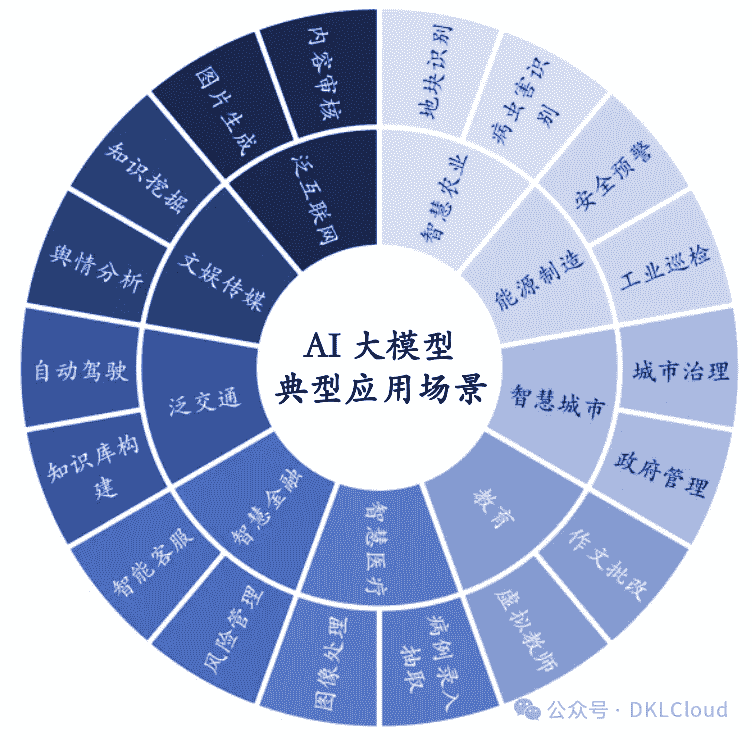 AI 大模型
典型应用场景
智慧农业
地块识别
病虫害识
别
能源制造
安全预警
工业巡检
智慧城市
城市治理
政府管理
教育
作文批改
虚拟教师
智慧医疗
病例录入
抽取
图像处理
智慧金融
风险管理
智能客服
泛交通
知识库构
建
自动驾驶
文娱传媒
舆情分析
知识挖掘
泛互联网
图片生成
内容审核
公众号 · DKLCloud